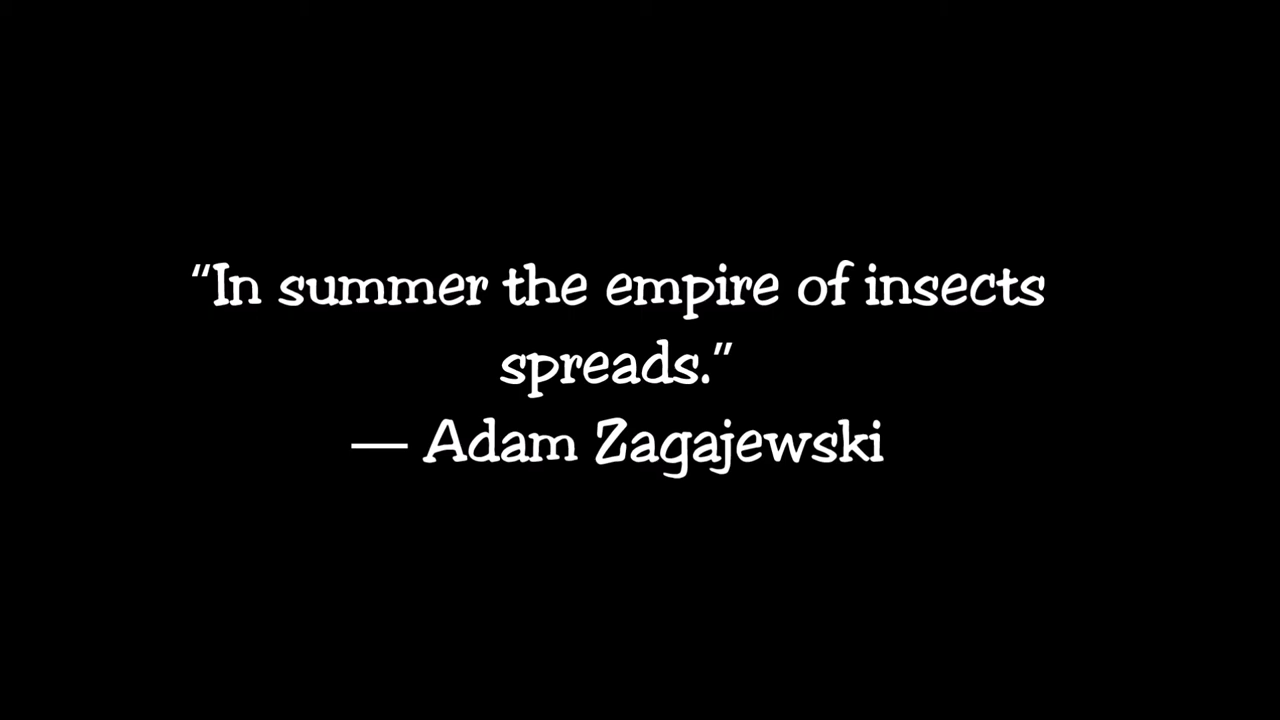 “In summer the empire of insects
spreads.”
— Adam Zagajewski